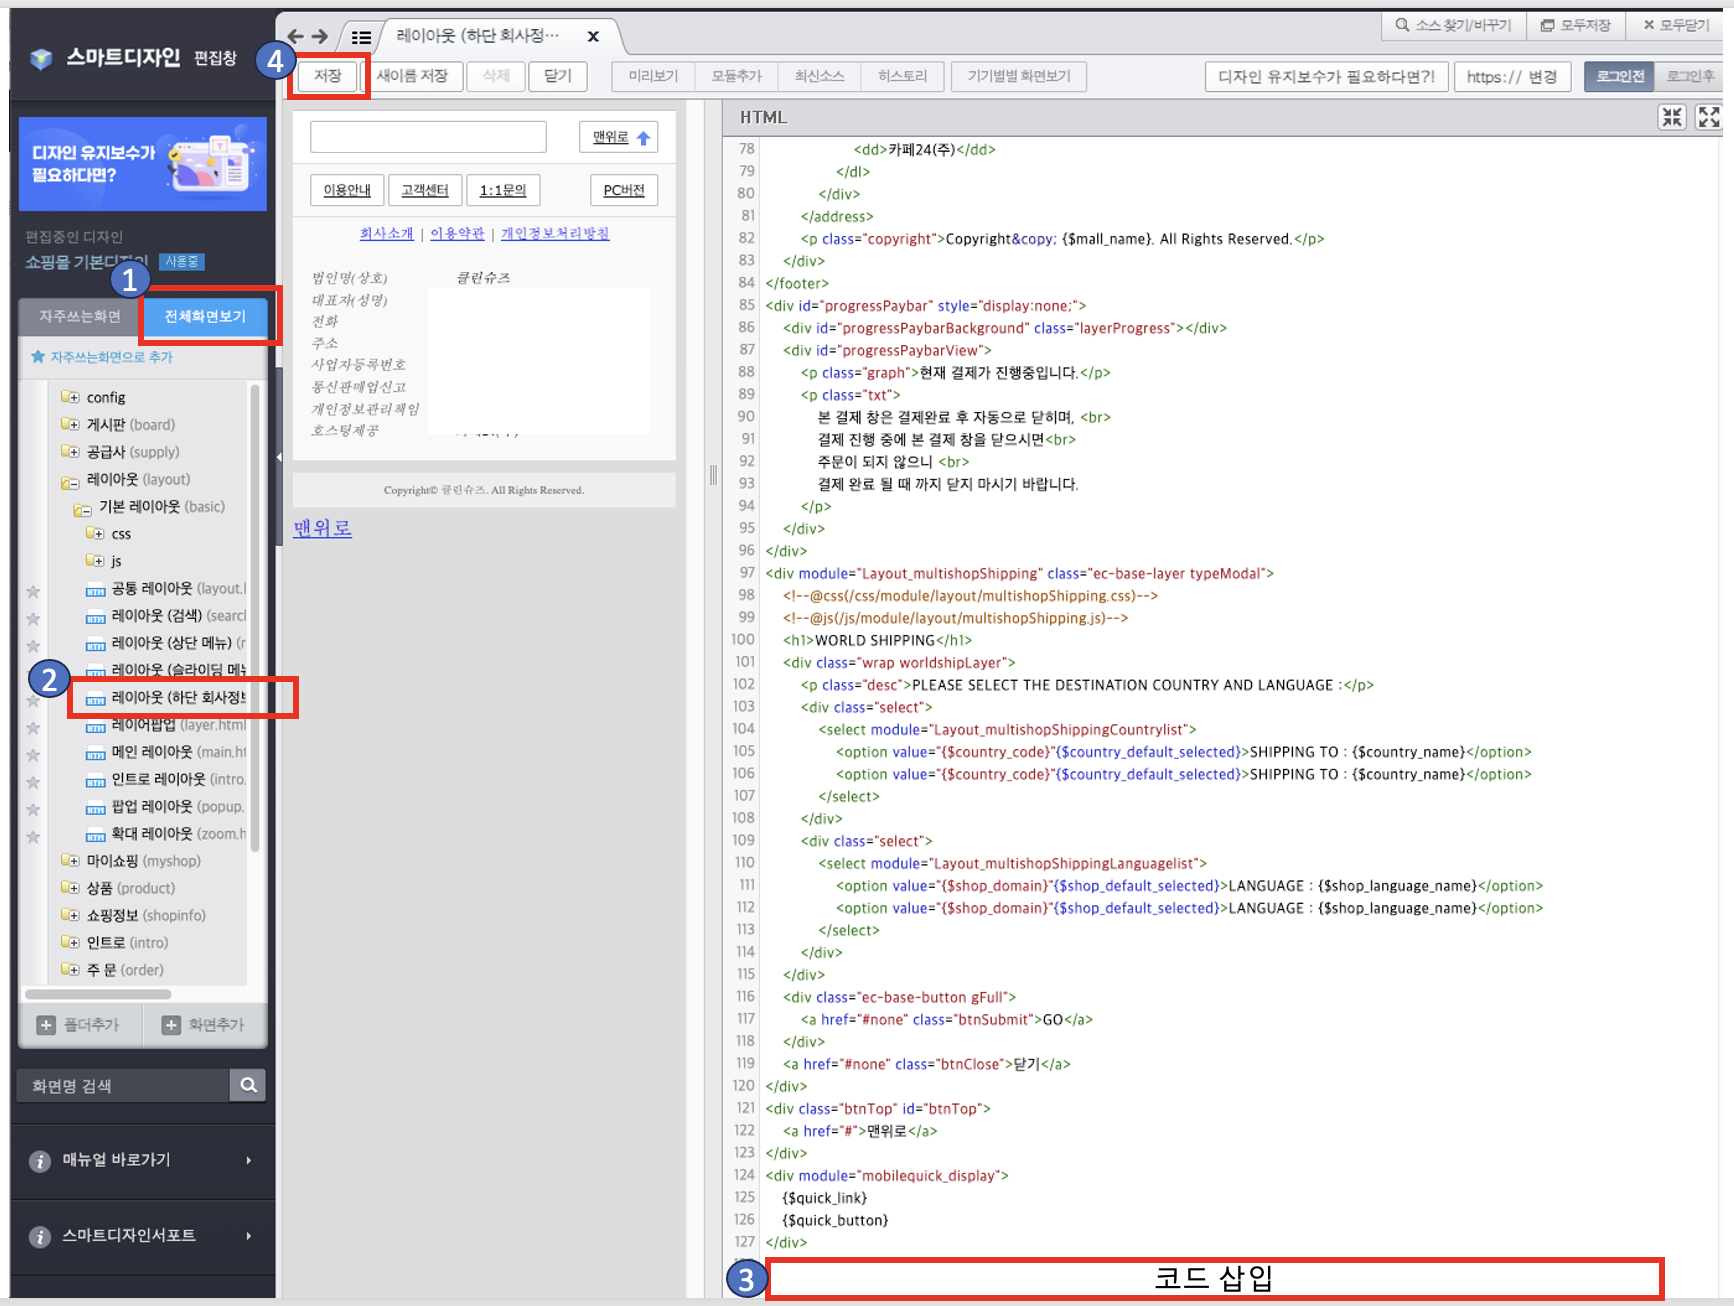 스마트디자인 편집창
디자인 유지보수가
필요하다면?
편집중인 디자인
쇼핑몰 기본디자인 사용중
1
자주쓰는화면 전체화면보기
자주쓰는화면으로 추가
config
게시판 (board)
공급사 (supply)
레이아웃 (layout)
기본 레이아웃 (basic)
css
js
공통 레이아웃 (layout.
레이아웃 (검색) (searc
레이아웃 (상단 메뉴) (r
레이아웃 (슬라이딩 메뉴
2
레이아웃 (하단 회사정보
레이어팝업 (layer.html
메인 레이아웃 (main.ht
인트로 레이아웃 (intro.
팝업 레이아웃 (popup.
확대 레이아웃 (zoom.h
마이쇼핑 (myshop)
상품 (product)
쇼핑정보 (shopinfo)
인트로 (intro)
주문 (order)
폴더추가 화면추가
화면명 검색
매뉴얼 바로가기
스마트디자인서포트
레이아웃 (하단 회사정… x
소스 찾기/바꾸기 모두저장 모두닫기
4
저장 새이름 저장 삭제 닫기 미리보기 모듈추가 최신소스 히스토리 기기별별 화면보기 디자인 유지보수가 필요하다면?! https:// 변경 로그인전 로그인후
맨위로
이용안내 고객센터 1:1문의 PC버전
회사소개 | 이용약관 | 개인정보처리방침
법인명(상호) 클린슈즈
대표자(성명)
전화
주소
사업자등록번호
통신판매업신고
개인정보관리책임
호스팅제공
Copyright© 클린슈즈. All Rights Reserved.
맨위로
HTML
78 <dd>카페24(주)</dd>
79 </dl>
80 </div>
81 </address>
82 <p class="copyright">Copyright&copy; {$mall_name}. All Rights Reserved.</p>
83 </div>
84 </footer>
85 <div id="progressPaybar" style="display:none;">
86 <div id="progressPaybarBackground" class="layerProgress"></div>
87 <div id="progressPaybarView">
88 <p class="graph">현재 결제가 진행중입니다.</p>
89 <p class="txt">
90 본 결제 창은 결제완료 후 자동으로 닫히며, <br>
91 결제 진행 중에 본 결제 창을 닫으시면<br>
92 주문이 되지 않으니 <br>
93 결제 완료 될 때 까지 닫지 마시기 바랍니다.
94 </p>
95 </div>
96 </div>
97 <div module="Layout_multishopShipping" class="ec-base-layer typeModal">
98 <!--@css(/css/module/layout/multishopShipping.css)-->
99 <!--@js(/js/module/layout/multishopShipping.js)-->
100 <h1>WORLD SHIPPING</h1>
101 <div class="wrap worldshipLayer">
102 <p class="desc">PLEASE SELECT THE DESTINATION COUNTRY AND LANGUAGE :</p>
103 <div class="select">
104 <select module="Layout_multishopShippingCountrylist">
105 <option value="{$country_code}"{$country_default_selected}>SHIPPING TO : {$country_name}</option>
106 <option value="{$country_code}"{$country_default_selected}>SHIPPING TO : {$country_name}</option>
107 </select>
108 </div>
109 <div class="select">
110 <select module="Layout_multishopShippingLanguagelist">
111 <option value="{$shop_domain}"{$shop_default_selected}>LANGUAGE : {$shop_language_name}</option>
112 <option value="{$shop_domain}"{$shop_default_selected}>LANGUAGE : {$shop_language_name}</option>
113 </select>
114 </div>
115 </div>
116 <div class="ec-base-button gFull">
117 <a href="#none" class="btnSubmit">GO</a>
118 </div>
119 <a href="#none" class="btnClose">닫기</a>
120 </div>
121 <div class="btnTop" id="btnTop">
122 <a href="#">맨위로</a>
123 </div>
124 <div module="mobilequick_display">
125 {$quick_link}
126 {$quick_button}
127 </div>
3 코드 삽입